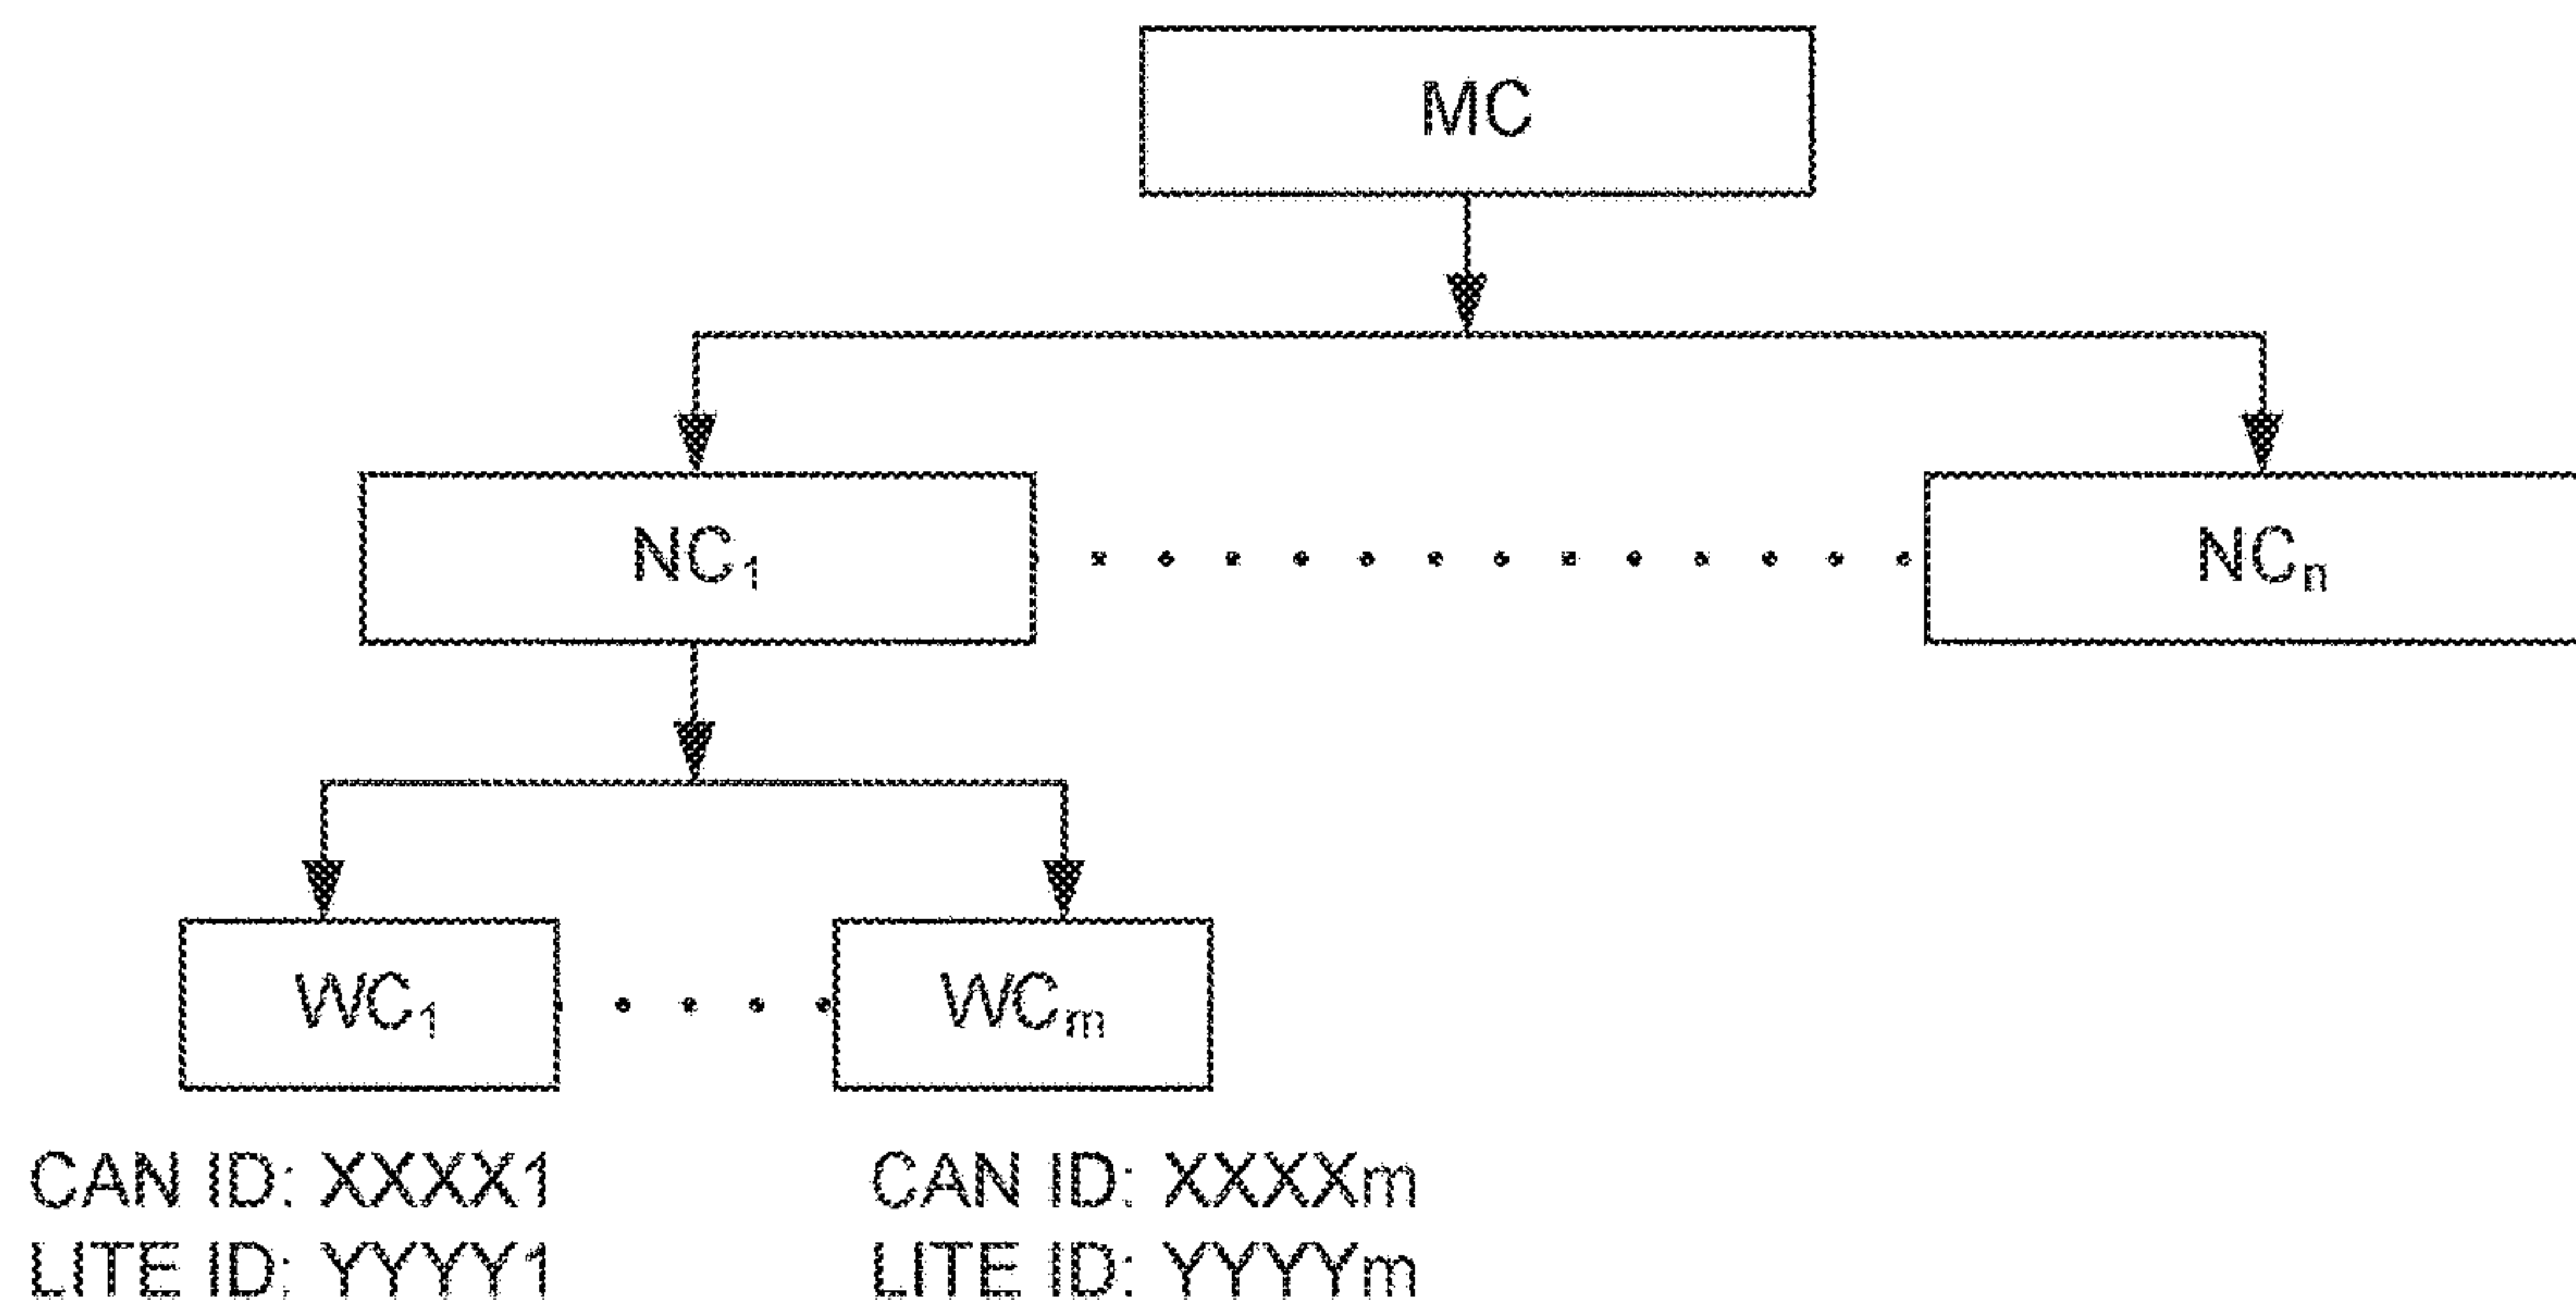 MC
NC₁
NCₙ
WC₁
WCₘ
CAN ID: XXXX1
LITE ID: YYYY1
CAN ID: XXXXm
LITE ID: YYYYm